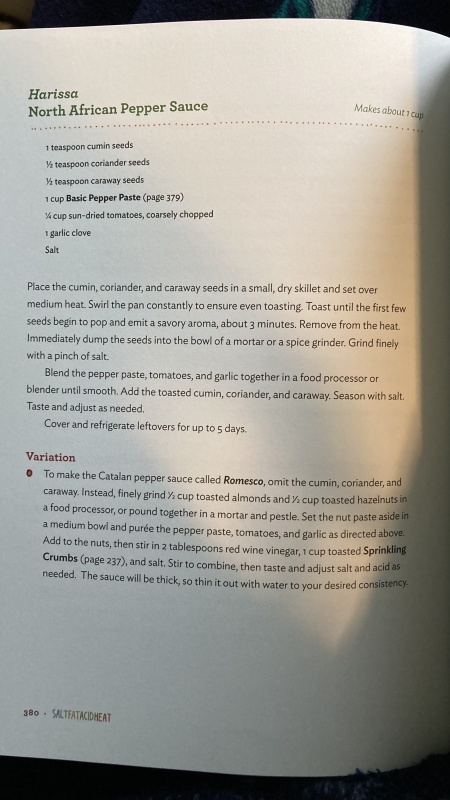 Harissa
North African Pepper Sauce
Makes about 1 cup
1 teaspoon cumin seeds
½ teaspoon coriander seeds
½ teaspoon caraway seeds
1 cup Basic Pepper Paste (page 379)
¼ cup sun-dried tomatoes, coarsely chopped
1 garlic clove
Salt
Place the cumin, coriander, and caraway seeds in a small, dry skillet and set over
medium heat. Swirl the pan constantly to ensure even toasting. Toast until the first few
seeds begin to pop and emit a savory aroma, about 3 minutes. Remove from the heat.
Immediately dump the seeds into the bowl of a mortar or a spice grinder. Grind finely
with a pinch of salt.
Blend the pepper paste, tomatoes, and garlic together in a food processor or
blender until smooth. Add the toasted cumin, coriander, and caraway. Season with salt.
Taste and adjust as needed.
Cover and refrigerate leftovers for up to 5 days.
Variation
To make the Catalan pepper sauce called Romesco, omit the cumin, coriander, and
caraway. Instead, finely grind ½ cup toasted almonds and ½ cup toasted hazelnuts in
a food processor, or pound together in a mortar and pestle. Set the nut paste aside in
a medium bowl and purée the pepper paste, tomatoes, and garlic as directed above.
Add to the nuts, then stir in 2 tablespoons red wine vinegar, 1 cup toasted Sprinkling
Crumbs (page 237), and salt. Stir to combine, then taste and adjust salt and acid as
needed. The sauce will be thick, so thin it out with water to your desired consistency.
380 • SALTFATACIDHEAT